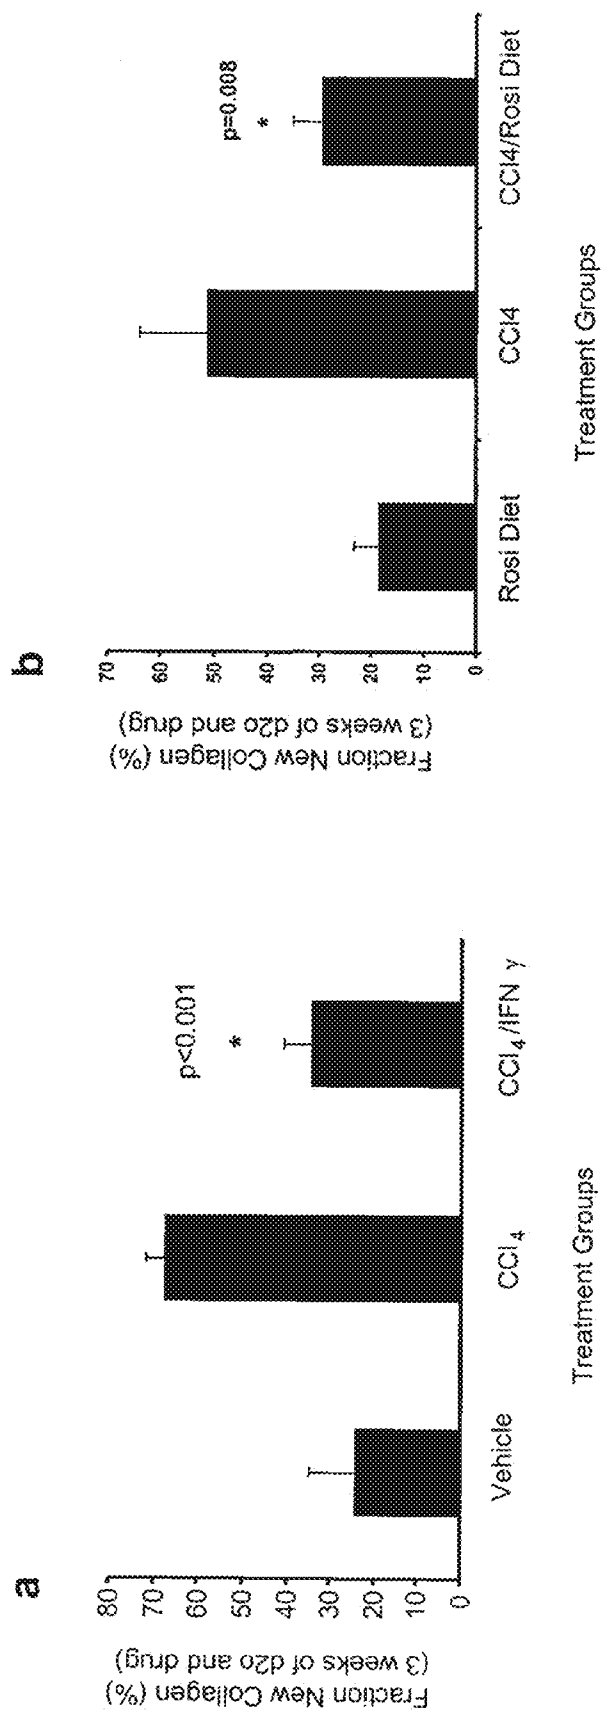 a
Fraction New Collagen (%)
(3 weeks of d2o and drug)
80
70
60
50
40
30
20
10
0
p<0.001
*
Vehicle
CCl4
CCl4/IFN γ
Treatment Groups
b
Fraction New Collagen (%)
(3 weeks of d2o and drug)
70
60
50
40
30
20
10
0
p=0.008
*
Rosi Diet
CCl4
CCl4/Rosi Diet
Treatment Groups